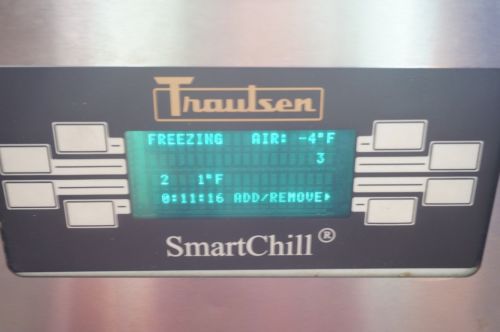 Traulsen
FREEZING AIR: -4°F
3
2 1°F
0:11:16 ADD/REMOVE▸
SmartChill®